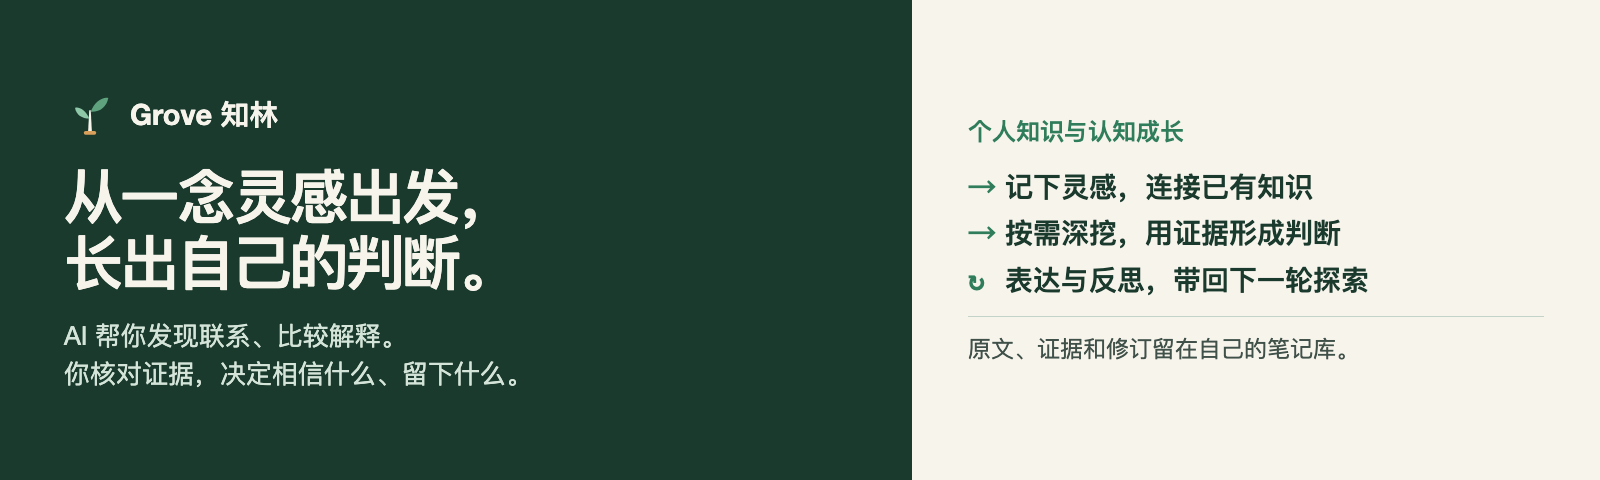 Grove 知林
从一念灵感出发，
长出自己的判断。
AI 帮你发现联系、比较解释。
你核对证据，决定相信什么、留下什么。
个人知识与认知成长
→ 记下灵感，连接已有知识
→ 按需深挖，用证据形成判断
↻ 表达与反思，带回下一轮探索
原文、证据和修订留在自己的笔记库。